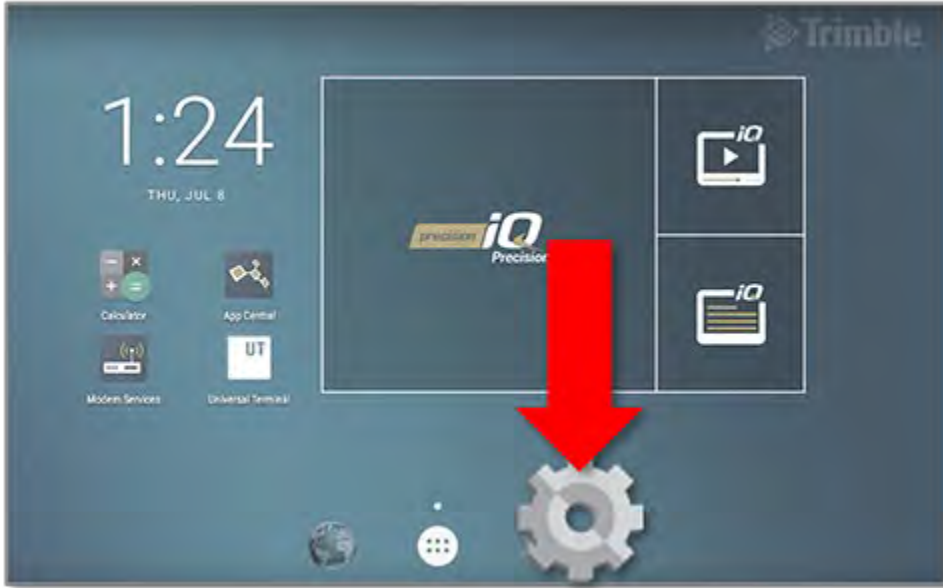 Trimble
1:24
THU, JUL 8
precision iQ
Precision
iQ
iQ
Calculator
App Central
Modem Services
UT
Universal Terminal